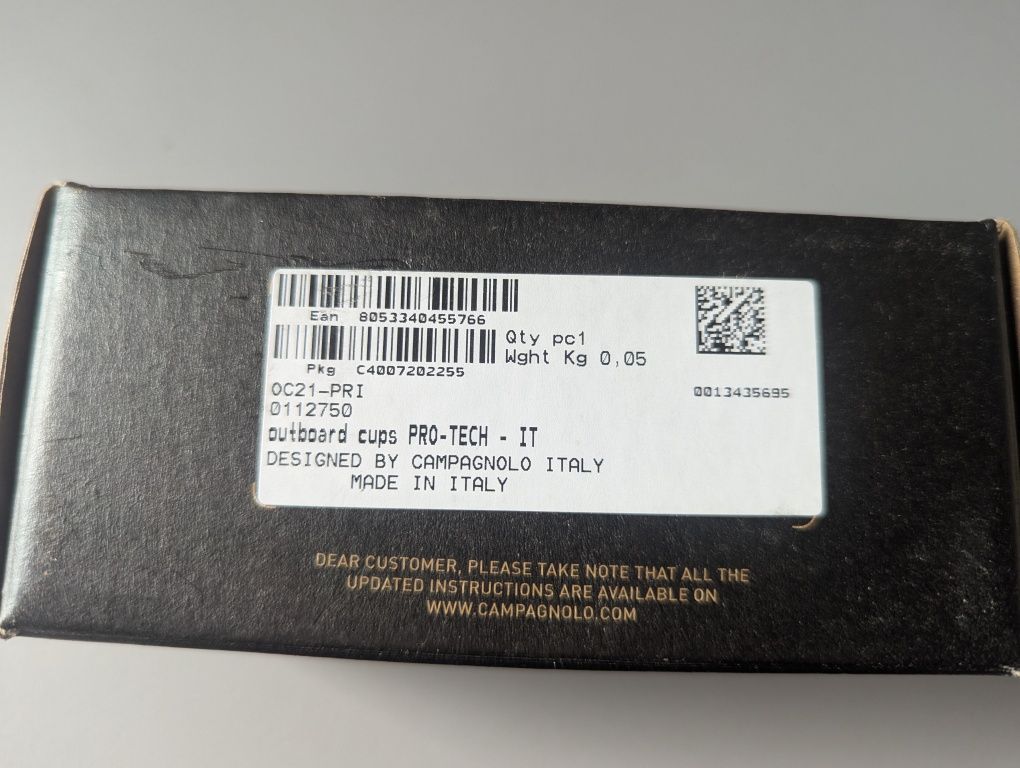 Ean 8053340455766
Qty pc1
Wght Kg 0,05
Pkg C4007202255
OC21-PRI
0013435695
0112750
outboard cups PRO-TECH - IT
DESIGNED BY CAMPAGNOLO ITALY
MADE IN ITALY
DEAR CUSTOMER, PLEASE TAKE NOTE THAT ALL THE
UPDATED INSTRUCTIONS ARE AVAILABLE ON
WWW.CAMPAGNOLO.COM